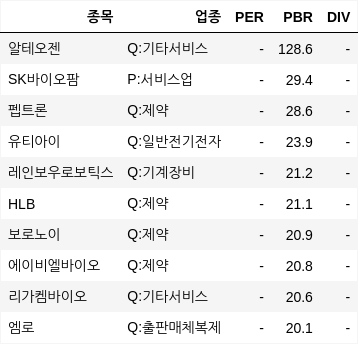 종목 업종 PER PBR DIV
알테오젠 Q:기타서비스 - 128.6 -
SK바이오팜 P:서비스업 - 29.4 -
펩트론 Q:제약 - 28.6 -
유티아이 Q:일반전기전자 - 23.9 -
레인보우로보틱스 Q:기계장비 - 21.2 -
HLB Q:제약 - 21.1 -
보로노이 Q:제약 - 20.9 -
에이비엘바이오 Q:제약 - 20.8 -
리가켐바이오 Q:기타서비스 - 20.6 -
엠로 Q:출판매체복제 - 20.1 -